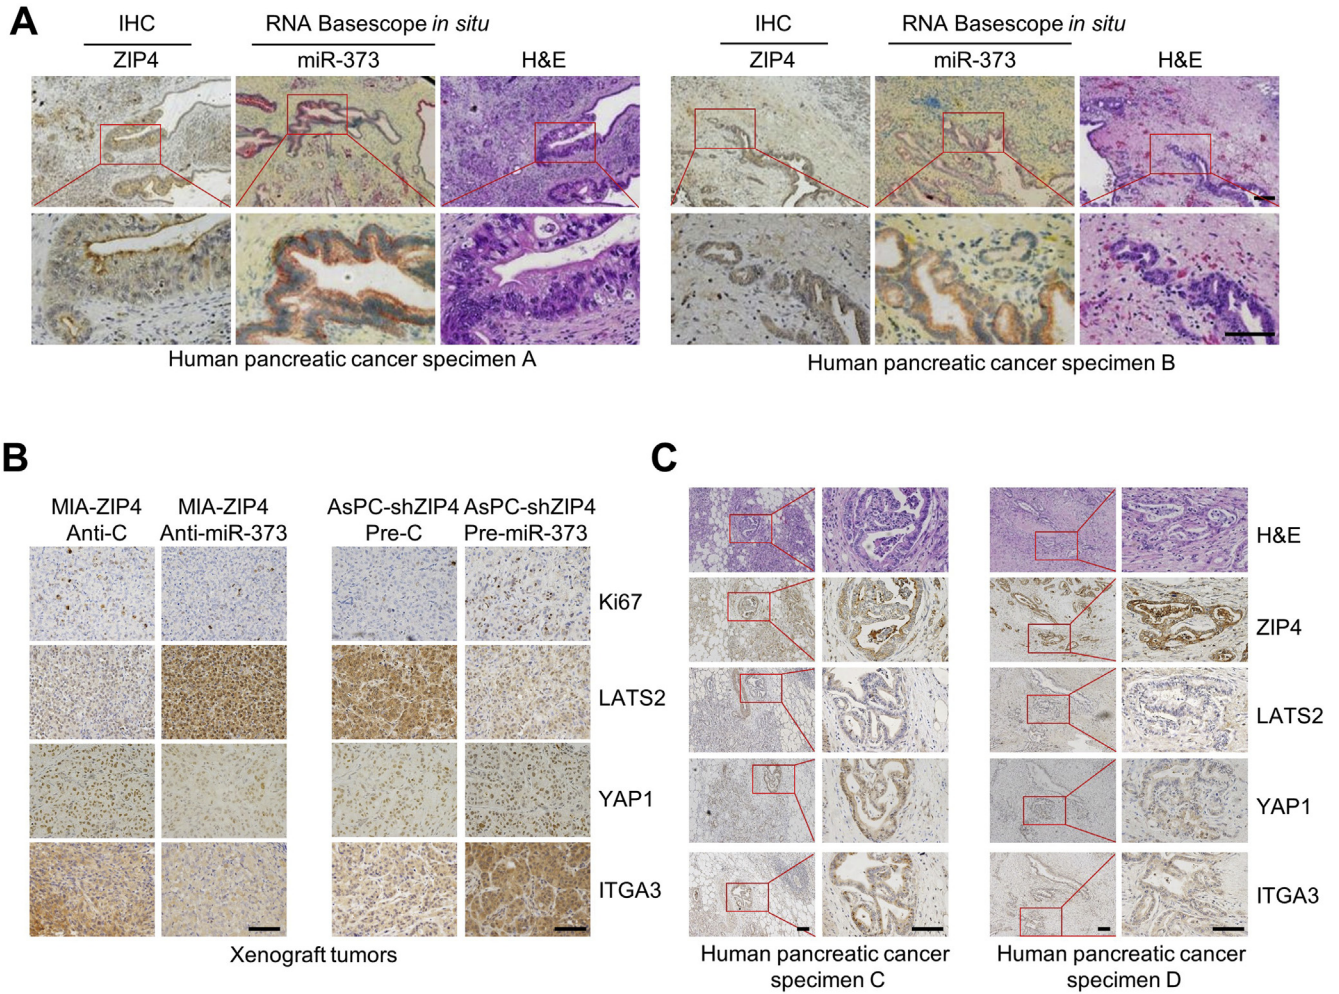 A
IHC
RNA Basescope in situ
ZIP4
miR-373
H&E
IHC
RNA Basescope in situ
ZIP4
miR-373
H&E
Human pancreatic cancer specimen A
Human pancreatic cancer specimen B
B
MIA-ZIP4
Anti-C
MIA-ZIP4
Anti-miR-373
AsPC-shZIP4
Pre-C
AsPC-shZIP4
Pre-miR-373
Ki67
LATS2
YAP1
ITGA3
Xenograft tumors
C
H&E
ZIP4
LATS2
YAP1
ITGA3
Human pancreatic cancer
specimen C
Human pancreatic cancer
specimen D